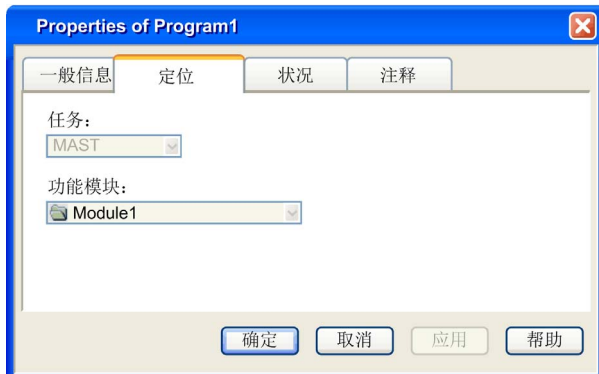 Properties of Program1
一般信息 定位 状况 注释
任务：
MAST
功能模块：
Module1
确定 取消 应用 帮助